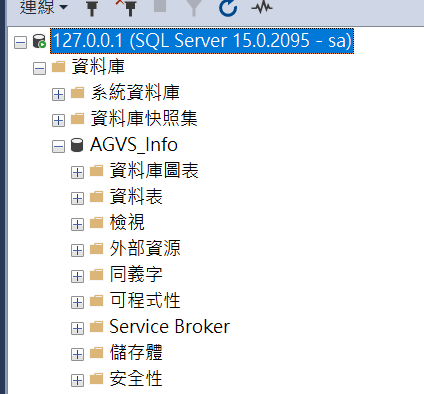 連線
127.0.0.1 (SQL Server 15.0.2095 - sa)
資料庫
系統資料庫
資料庫快照集
AGVS_Info
資料庫圖表
資料表
檢視
外部資源
同義字
可程式性
Service Broker
儲存體
安全性